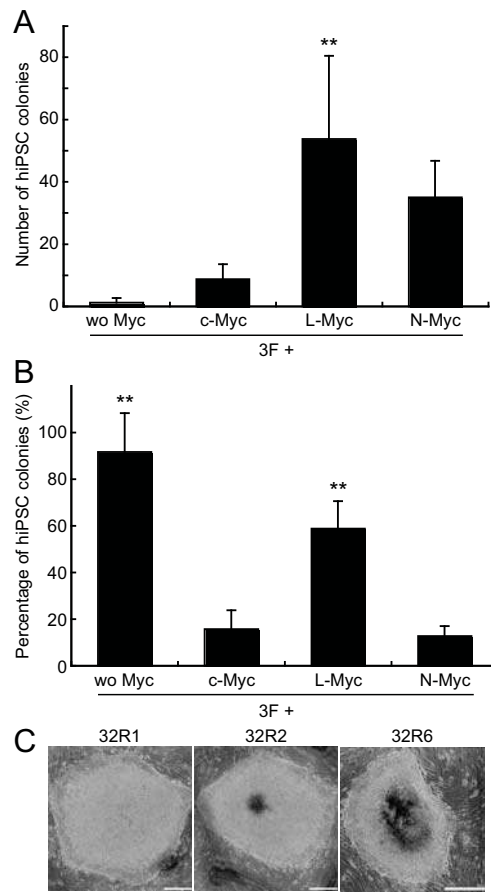 A
Number of hiPSC colonies
80
60
40
20
0
**
wo Myc c-Myc L-Myc N-Myc
3F +
B
Percentage of hiPSC colonies (%)
100
80
60
40
20
0
**
**
wo Myc c-Myc L-Myc N-Myc
3F +
C
32R1 32R2 32R6